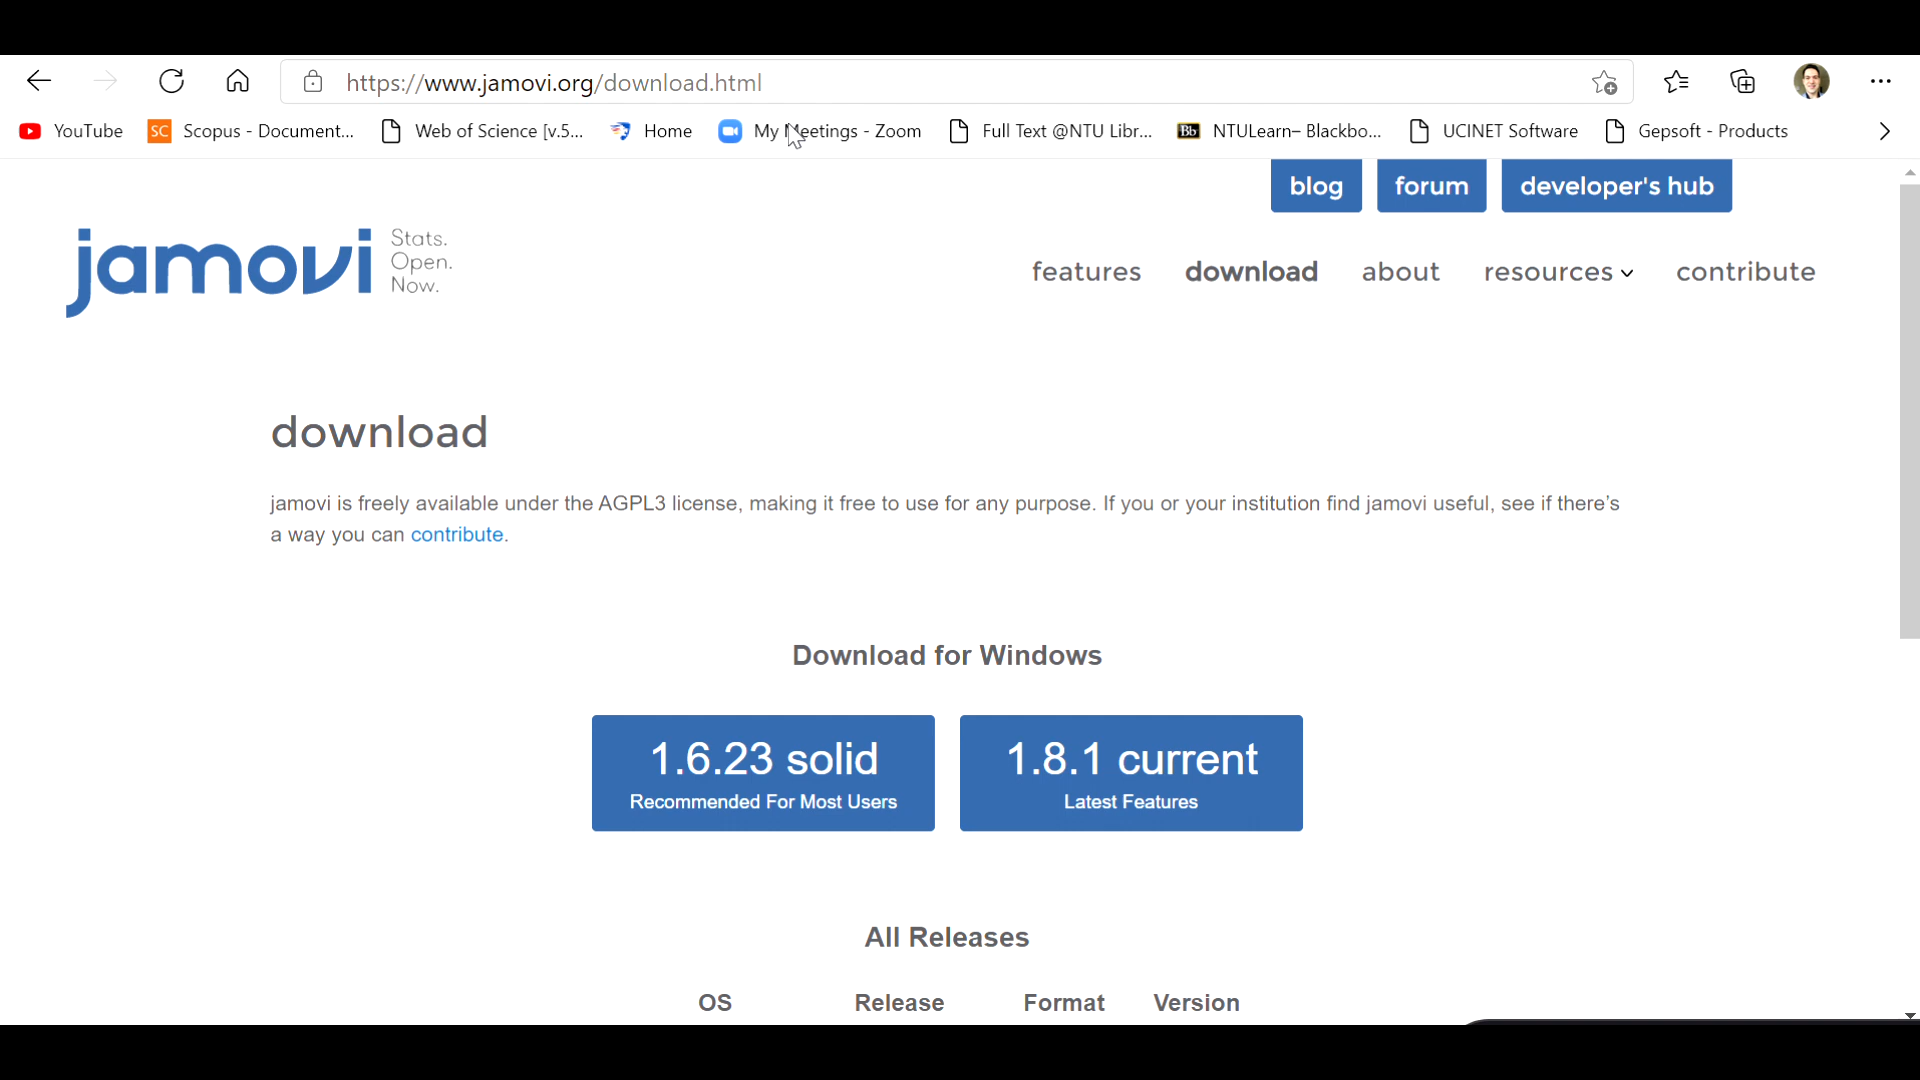 https://www.jamovi.org/download.html
YouTube SC Scopus - Document... Web of Science [v.5... Home My Meetings - Zoom Full Text @NTU Libr... Bb NTULearn– Blackbo... UCINET Software Gepsoft - Products
blog forum developer's hub
jamovi Stats.
Open.
Now.
features download about resources contribute
download
jamovi is freely available under the AGPL3 license, making it free to use for any purpose. If you or your institution find jamovi useful, see if there's
a way you can contribute.
Download for Windows
1.6.23 solid 1.8.1 current
Recommended For Most Users Latest Features
All Releases
OS Release Format Version